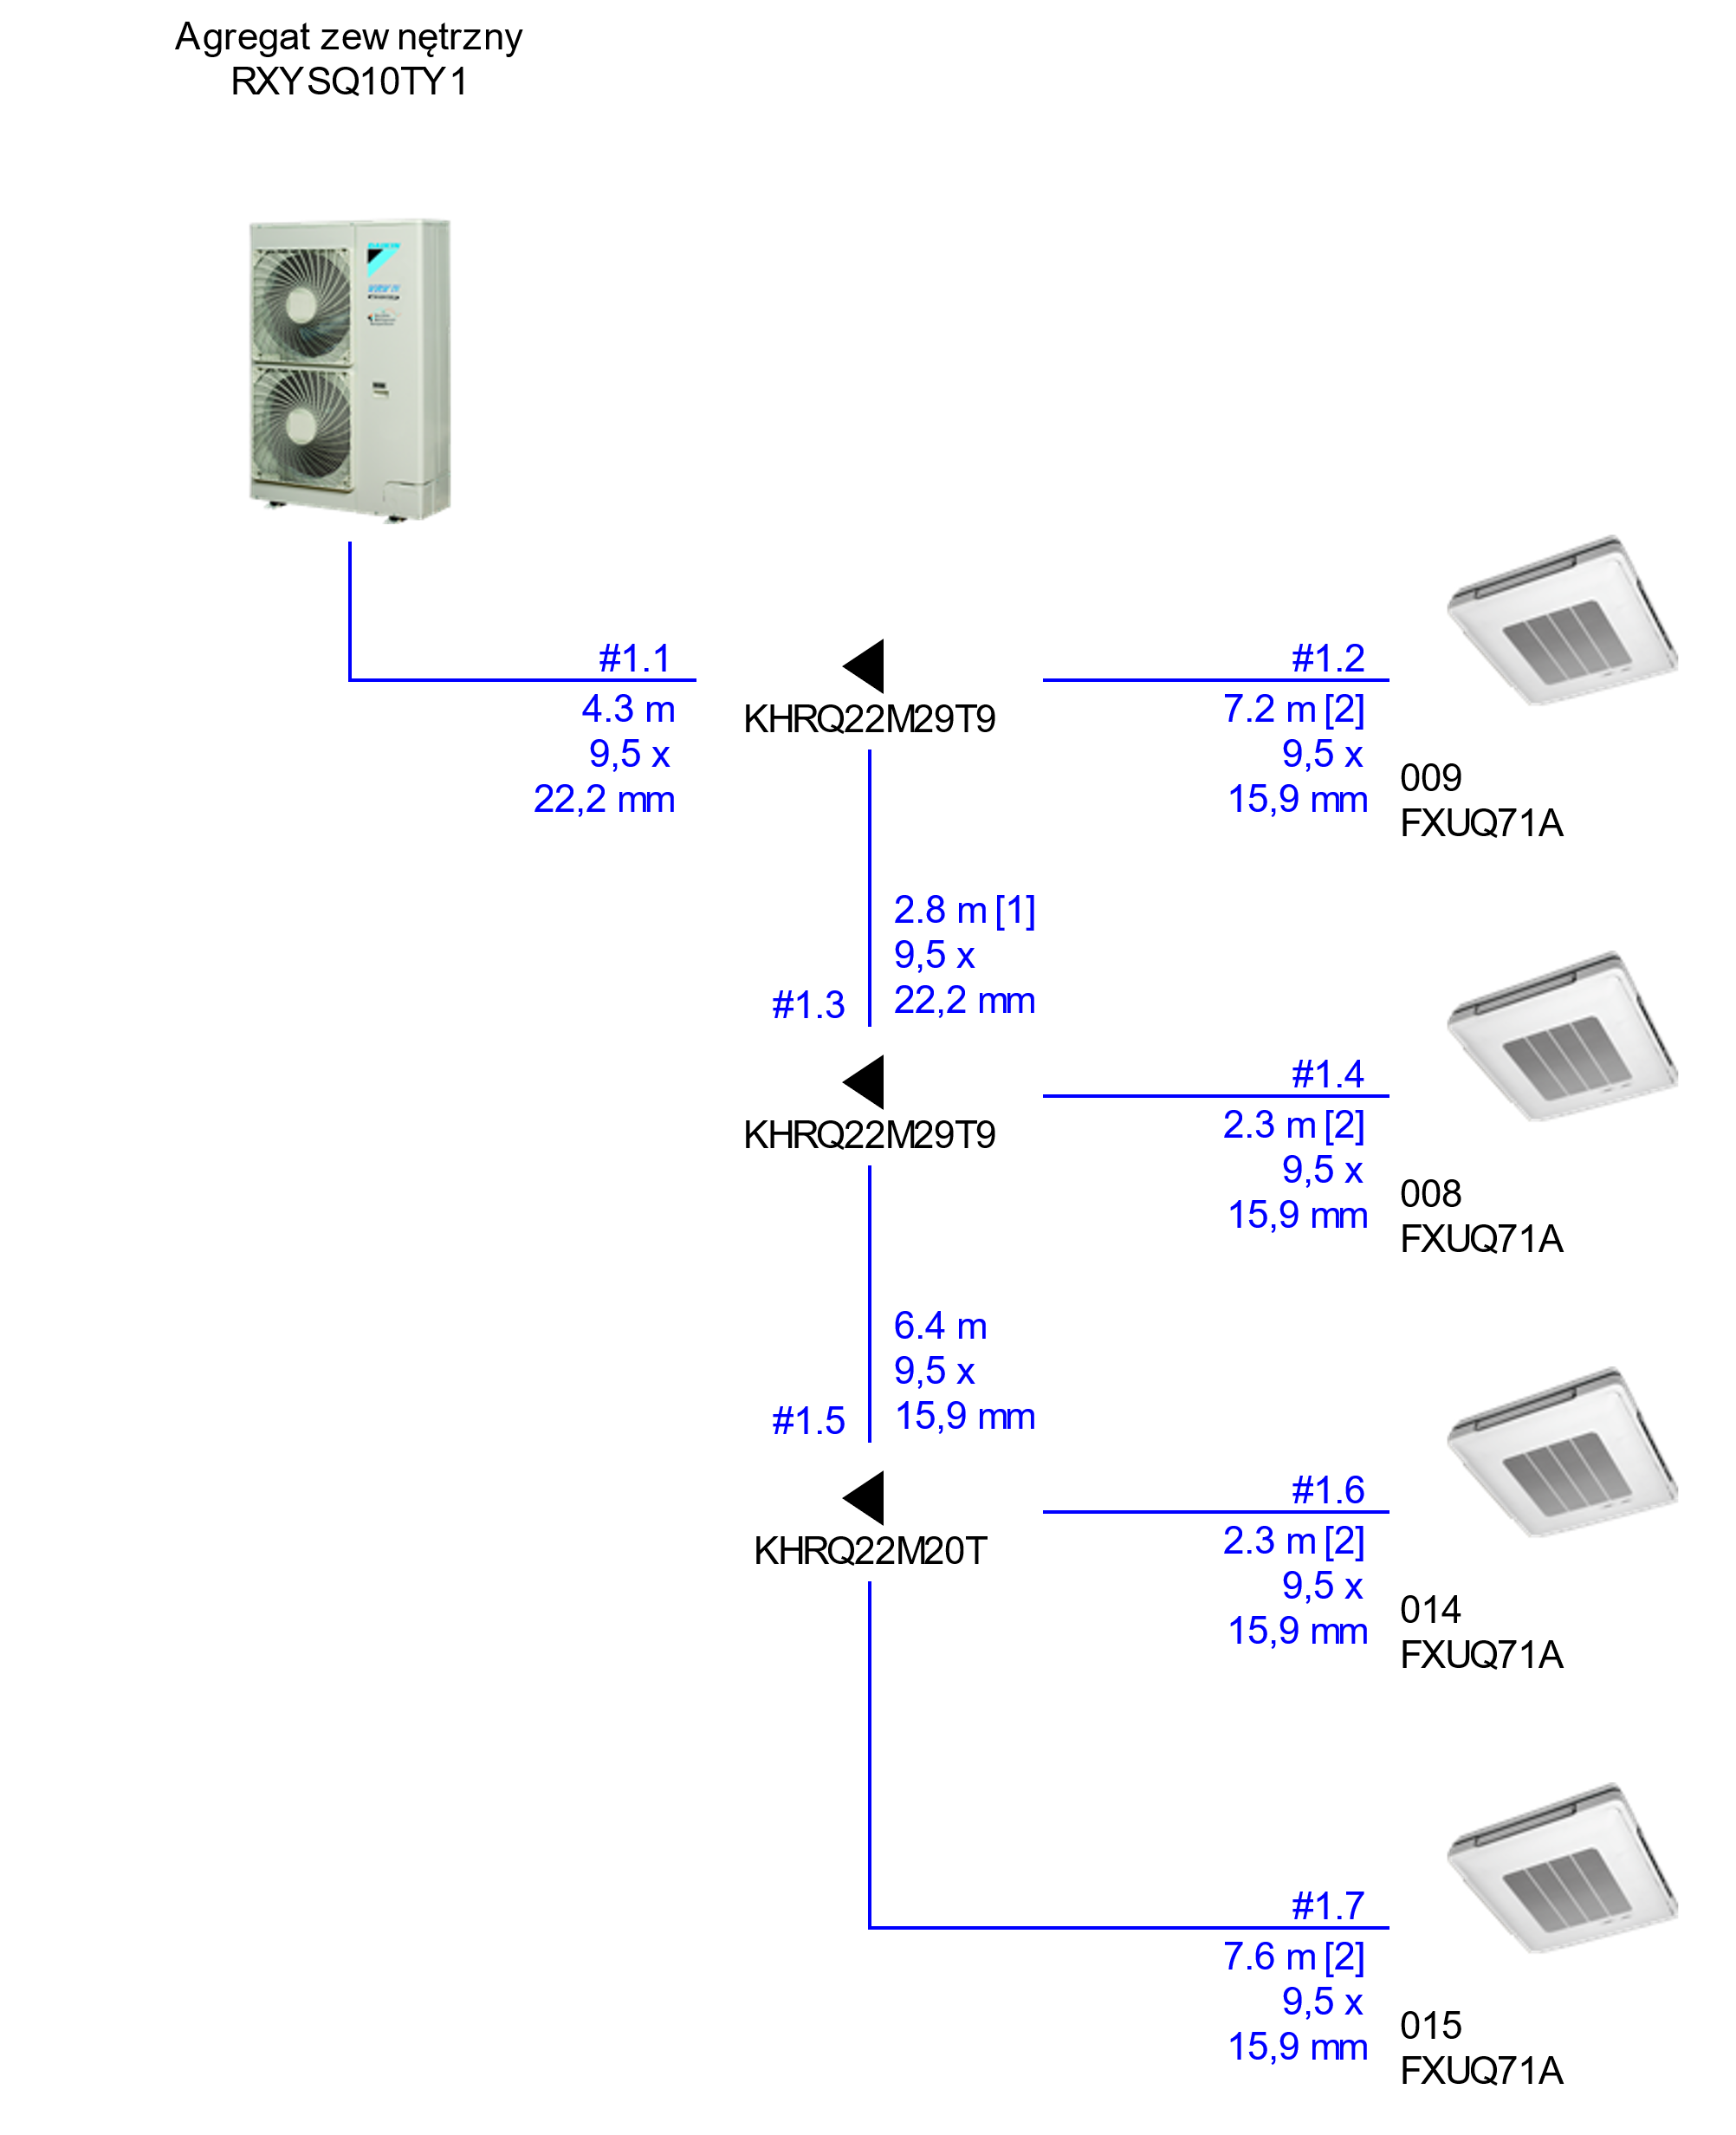 Agregat zewnętrzny
RXYSQ10TY1
DAIKIN
#1.1
4.3 m
9,5 x
22,2 mm
KHRQ22M29T9
#1.2
7.2 m [2]
9,5 x
15,9 mm
009
FXUQ71A
2.8 m [1]
9,5 x
22,2 mm
#1.3
KHRQ22M29T9
#1.4
2.3 m [2]
9,5 x
15,9 mm
008
FXUQ71A
6.4 m
9,5 x
15,9 mm
#1.5
KHRQ22M20T
#1.6
2.3 m [2]
9,5 x
15,9 mm
014
FXUQ71A
#1.7
7.6 m [2]
9,5 x
15,9 mm
015
FXUQ71A